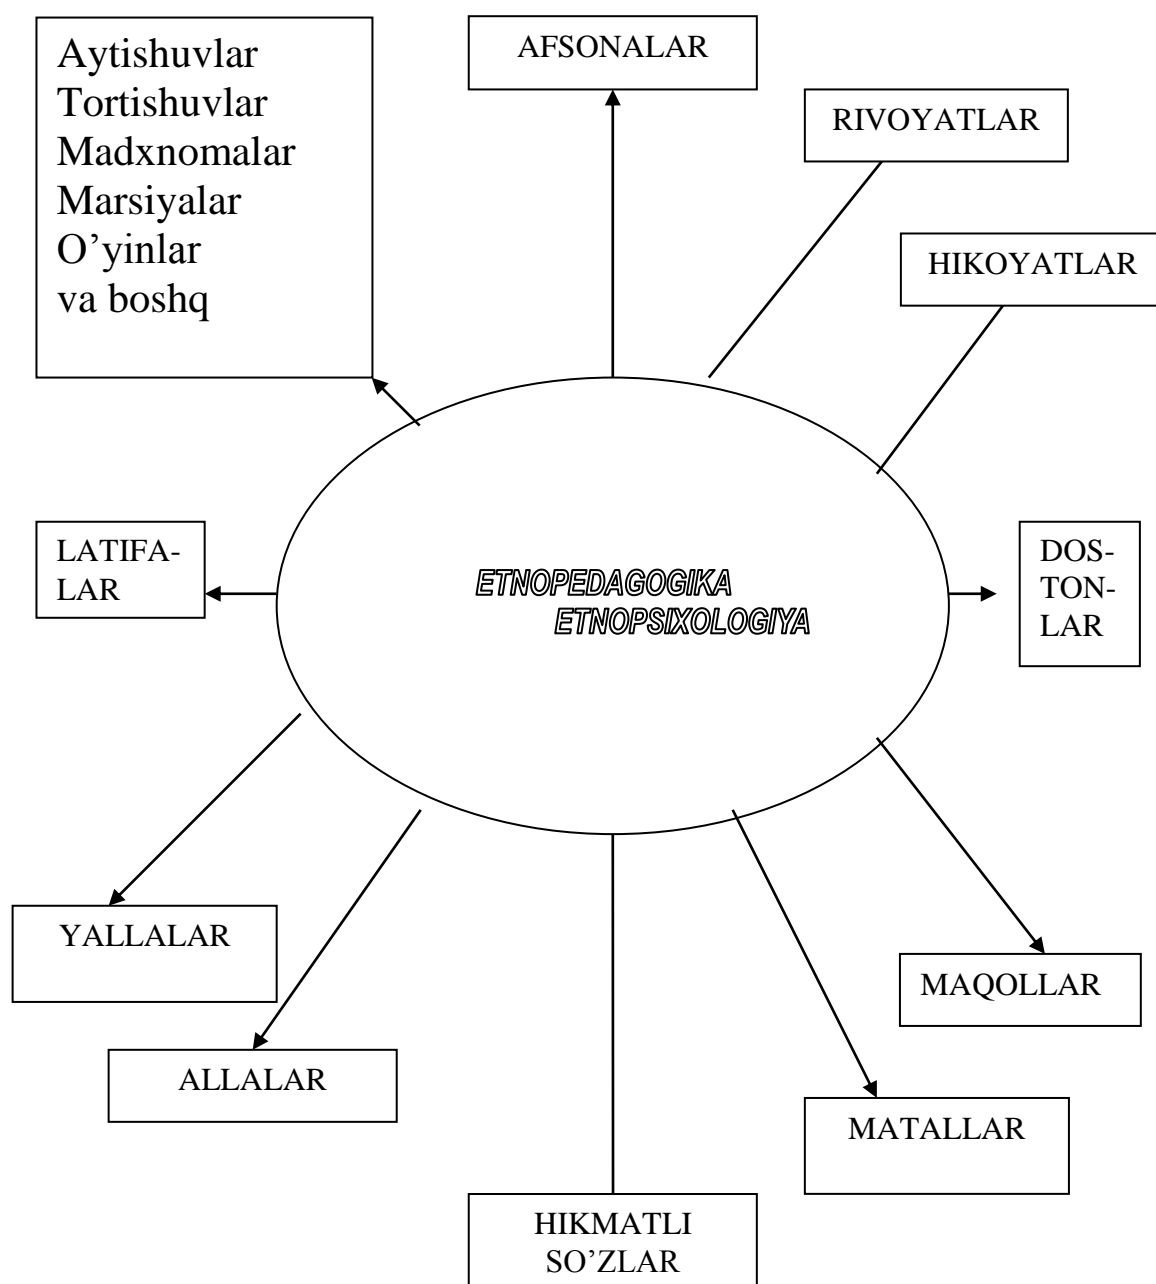 Aytishuvlar
Tortishuvlar
Madxnomalar
Marsiyalar
O’yinlar
va boshq
AFSONALAR
RIVOYATLAR
HIKOYATLAR
LATIFA-
LAR
ETNOPEDAGOGIKA
ETNOPSIXOLOGIYA
DOS-
TON-
LAR
YALLALAR
MAQOLLAR
ALLALAR
MATALLAR
HIKMATLI
SO’ZLAR